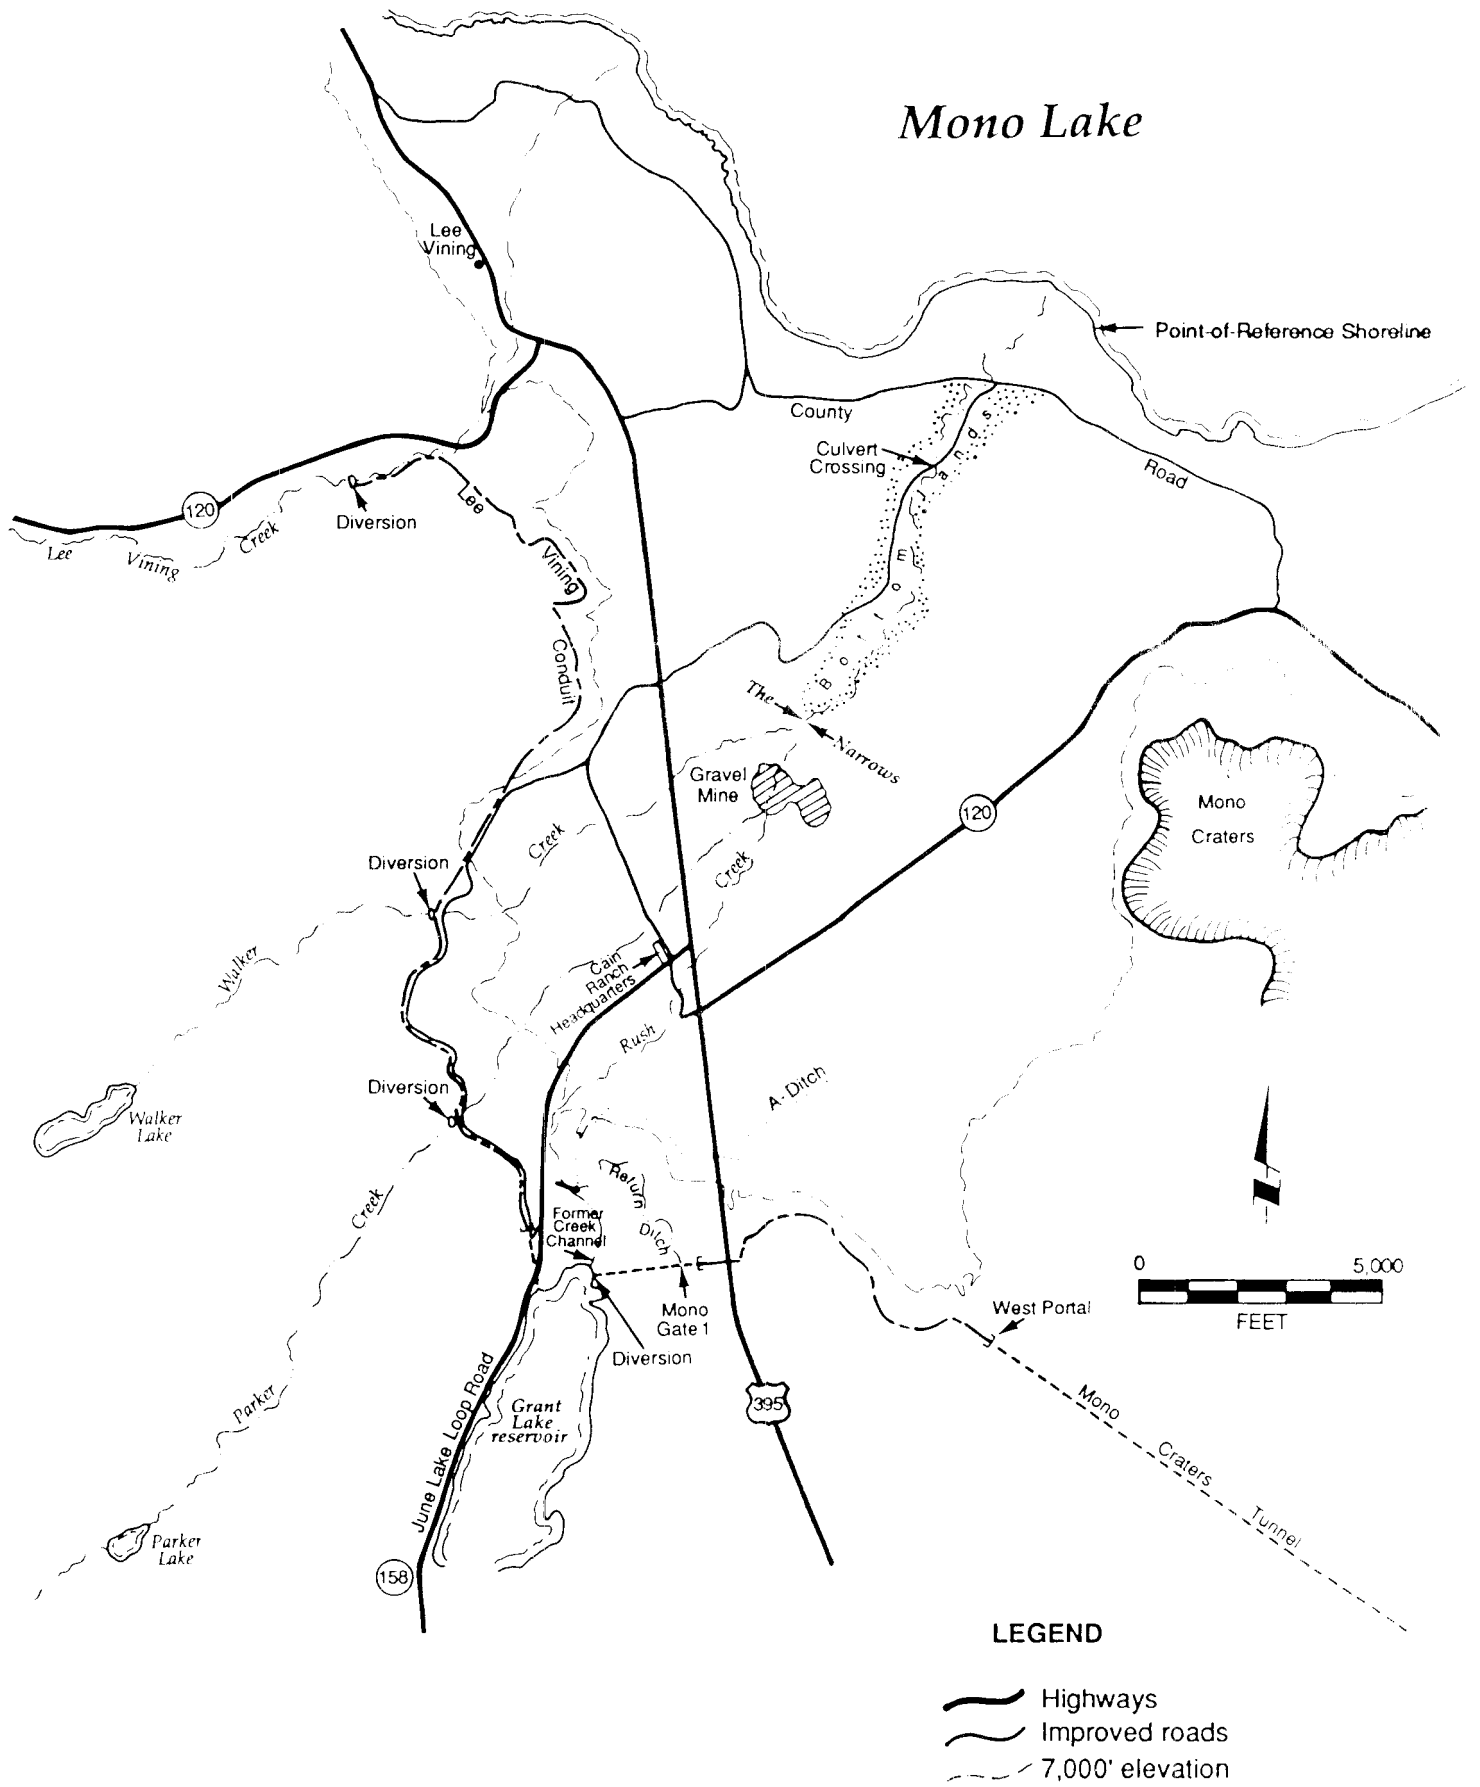 Mono Lake
Lee
Vining
Point-of-Reference Shoreline
County
Road
Culvert
Crossing
Bottomlands
120
Diversion
Lee Vining Creek
Lee Vining Conduit
The
Narrows
Gravel
Mine
120
Mono
Craters
Creek
Creek
Diversion
Walker
Cain
Ranch
Headquarters
Rush
A-Ditch
Diversion
Walker
Lake
Return Ditch
Creek
Former
Creek
Channel
0 5,000
FEET
West Portal
Mono
Gate 1
Diversion
395
Mono Craters Tunnel
Parker
June Lake Loop Road
Grant
Lake
reservoir
Parker
Lake
158
LEGEND
Highways
Improved roads
7,000' elevation